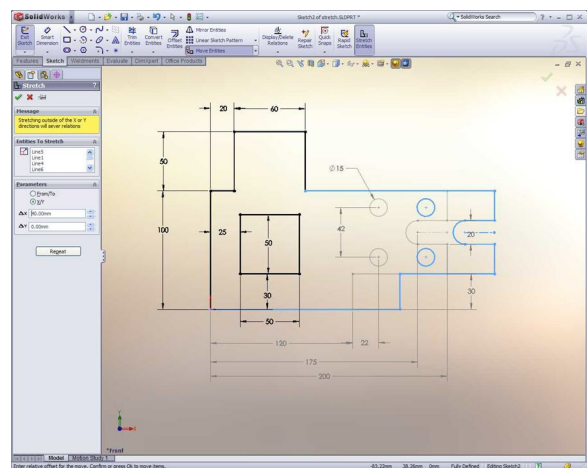 SolidWorks
Sketch2 of stretch.SLDPRT *
SolidWorks Search
Exit Sketch
Smart Dimension
Trim Entities
Convert Entities
Offset Entities
Mirror Entities
Linear Sketch Pattern
Move Entities
Display/Delete Relations
Repair Sketch
Quick Snaps
Rapid Sketch
Stretch Entities
Features
Sketch
Weldments
Evaluate
DimXpert
Office Products
Stretch
Message
Stretching outside of the X or Y
directions will sever relations
Entities To Stretch
Line5
Line1
Line4
Line6
Parameters
From/To
X/Y
ΔX 40.00mm
ΔY 0.00mm
Repeat
20
60
50
Ø15
100
25
50
42
20
30
30
50
120
22
175
200
Y
*Front
Model
Motion Study 1
Enter relative offset for the move. Confirm or press Ok to move items.
-63.22mm
38.26mm
0mm
Fully Defined
Editing Sketch2